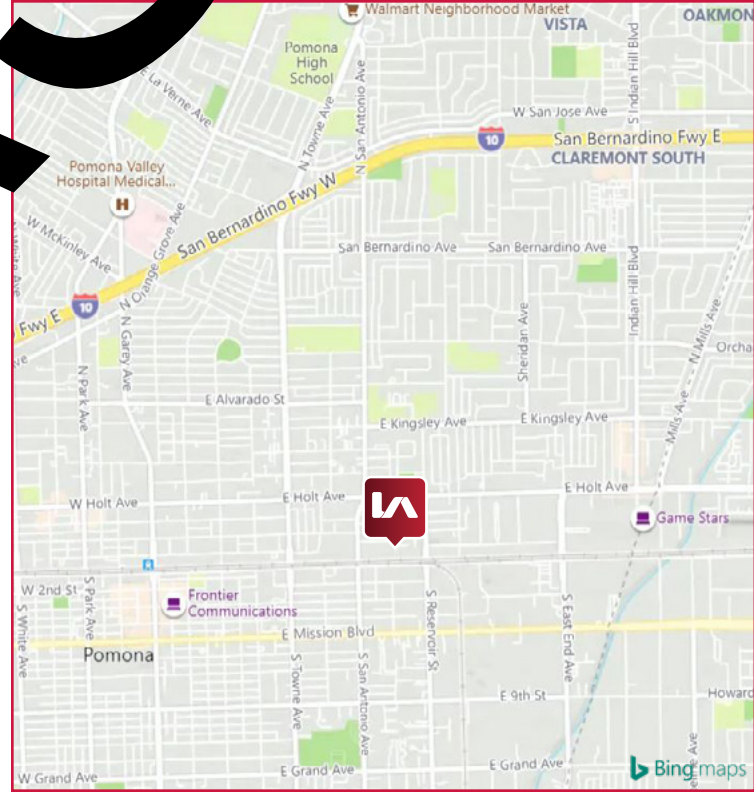 Walmart Neighborhood Market
VISTA
OAKMON
Pomona
High
School
E La Verne Ave
N Towne Ave
N San Antonio Ave
S Indian Hill Blvd
W San Jose Ave
10
San Bernardino Fwy E
CLAREMONT SOUTH
Pomona Valley
Hospital Medical...
H
San Bernardino Fwy W
W McKinley Ave
N Orange Grove Ave
San Bernardino Ave
San Bernardino Ave
Indian Hill Blvd
10
Fwy E
N Garey Ave
N Park Ave
Sheridan Ave
N Mills Ave
Orcha
E Alvarado St
E Kingsley Ave
E Kingsley Ave
Mills Ave
W Holt Ave
E Holt Ave
E Holt Ave
LA
Game Stars
W 2nd St
S Park Ave
S White Ave
Frontier
Communications
S Reservoir St
S East End Ave
E Mission Blvd
Pomona
S Towne Ave
S San Antonio Ave
E 9th St
Howard
W Grand Ave
E Grand Ave
E Grand Ave
Bing maps